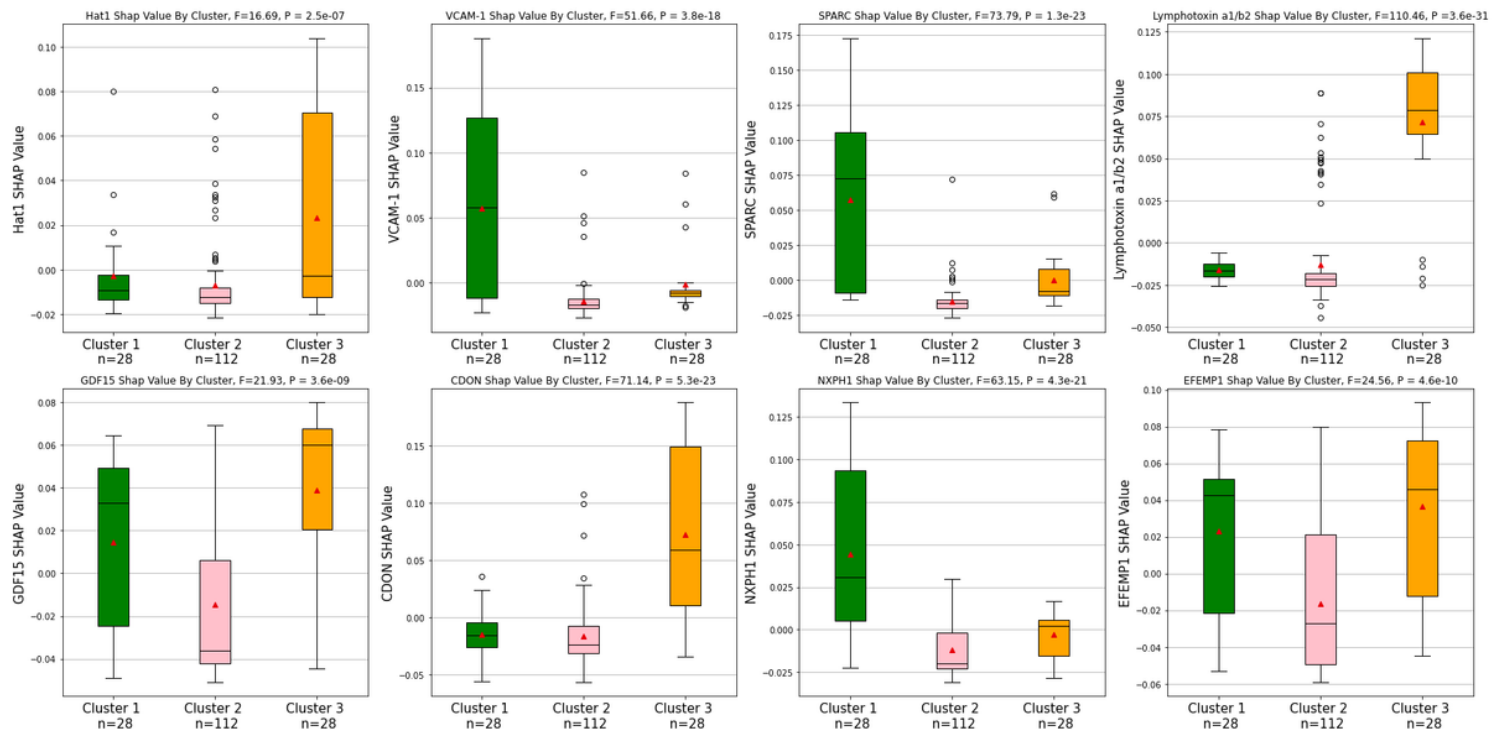 Hat1 Shap Value By Cluster, F=16.69, P = 2.5e-07
Hat1 SHAP Value
0.10
0.08
0.06
0.04
0.02
0.00
−0.02
Cluster 1
n=28
Cluster 2
n=112
Cluster 3
n=28
VCAM-1 Shap Value By Cluster, F=51.66, P = 3.8e-18
VCAM-1 SHAP Value
0.15
0.10
0.05
0.00
Cluster 1
n=28
Cluster 2
n=112
Cluster 3
n=28
SPARC Shap Value By Cluster, F=73.79, P = 1.3e-23
SPARC SHAP Value
0.175
0.150
0.125
0.100
0.075
0.050
0.025
0.000
−0.025
Cluster 1
n=28
Cluster 2
n=112
Cluster 3
n=28
Lymphotoxin a1/b2 Shap Value By Cluster, F=110.46, P =3.6e-31
Lymphotoxin a1/b2 SHAP Value
0.125
0.100
0.075
0.050
0.025
0.000
−0.025
−0.050
Cluster 1
n=28
Cluster 2
n=112
Cluster 3
n=28
GDF15 Shap Value By Cluster, F=21.93, P = 3.6e-09
GDF15 SHAP Value
0.08
0.06
0.04
0.02
0.00
−0.02
−0.04
Cluster 1
n=28
Cluster 2
n=112
Cluster 3
n=28
CDON Shap Value By Cluster, F=71.14, P = 5.3e-23
CDON SHAP Value
0.15
0.10
0.05
0.00
−0.05
Cluster 1
n=28
Cluster 2
n=112
Cluster 3
n=28
NXPH1 Shap Value By Cluster, F=63.15, P = 4.3e-21
NXPH1 SHAP Value
0.125
0.100
0.075
0.050
0.025
0.000
−0.025
Cluster 1
n=28
Cluster 2
n=112
Cluster 3
n=28
EFEMP1 Shap Value By Cluster, F=24.56, P = 4.6e-10
EFEMP1 SHAP Value
0.10
0.08
0.06
0.04
0.02
0.00
−0.02
−0.04
−0.06
Cluster 1
n=28
Cluster 2
n=112
Cluster 3
n=28